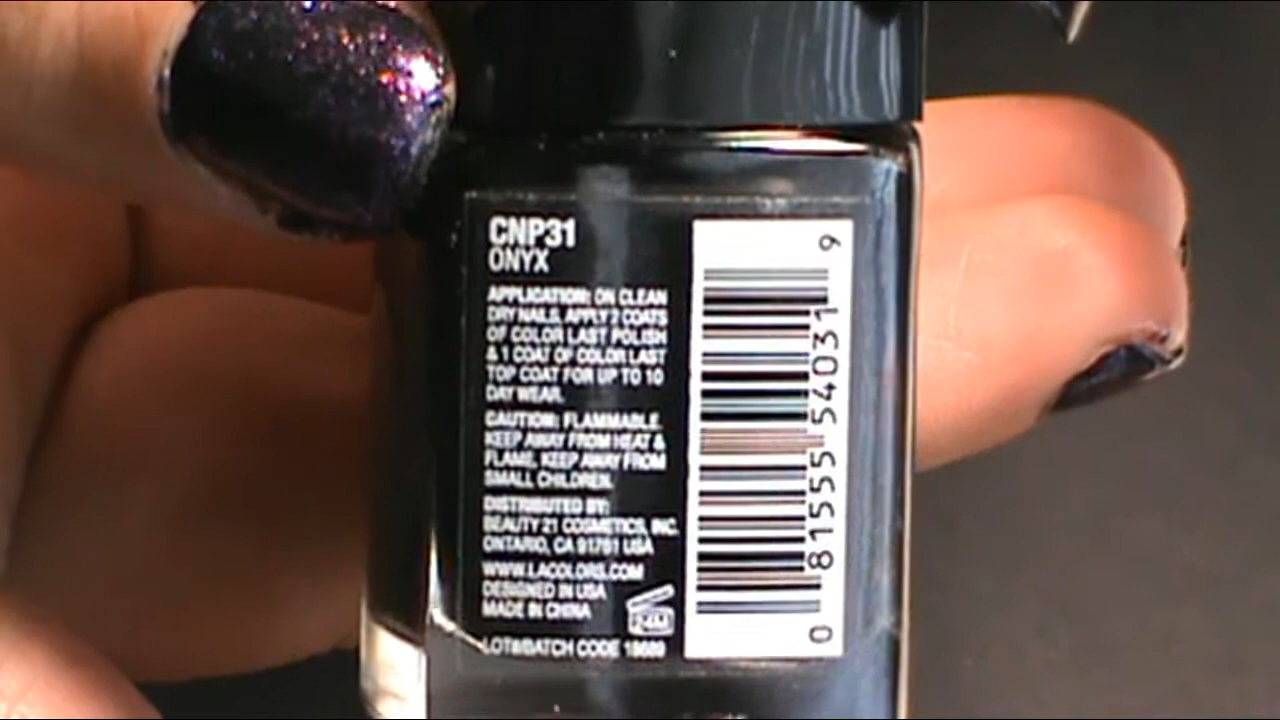 CNP31
ONYX
APPLICATION: ON CLEAN
DRY NAILS, APPLY 2 COATS
OF COLOR LAST POLISH
& 1 COAT OF COLOR LAST
TOP COAT FOR UP TO 10
DAY WEAR.
CAUTION: FLAMMABLE.
KEEP AWAY FROM HEAT &
FLAME, KEEP AWAY FROM
SMALL CHILDREN.
DISTRIBUTED BY:
BEAUTY 21 COSMETICS, INC.
ONTARIO, CA 91761 USA
WWW.LACOLORS.COM
DESIGNED IN USA
MADE IN CHINA
24M
LOT#/BATCH CODE
0 81555 54031 9